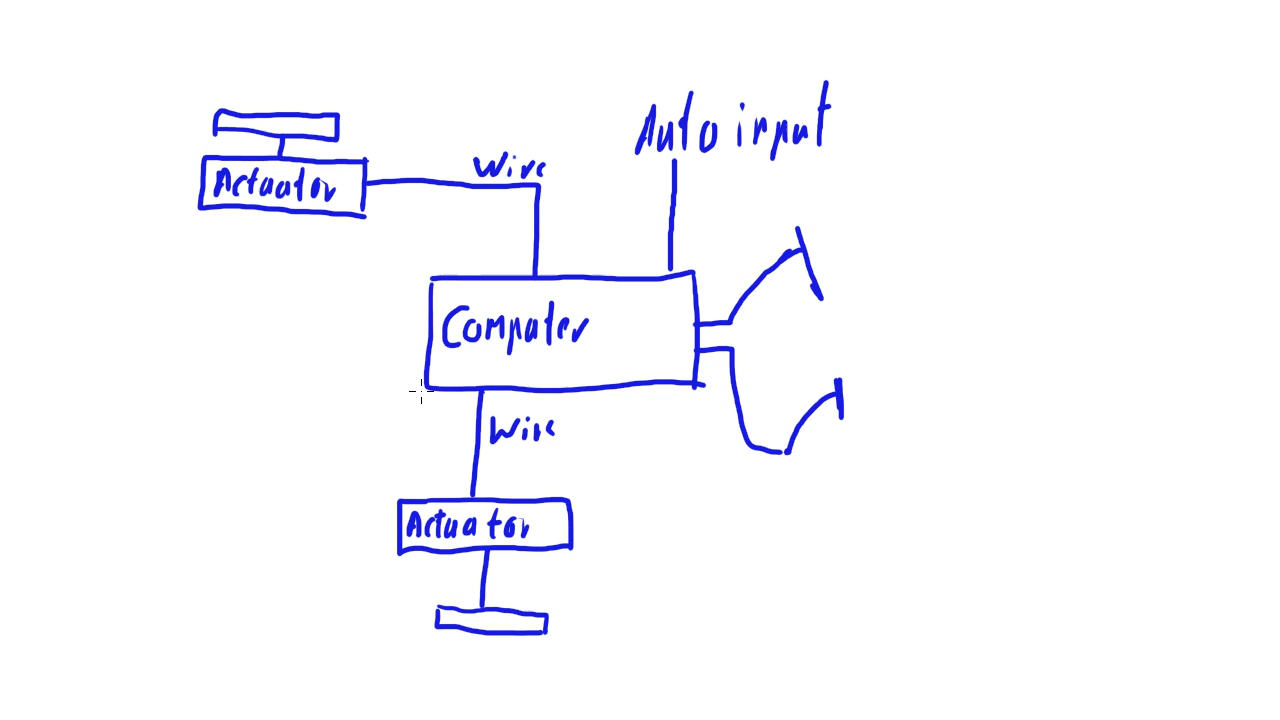 Auto input
Wire
Actuator
Computer
Wire
Actuator